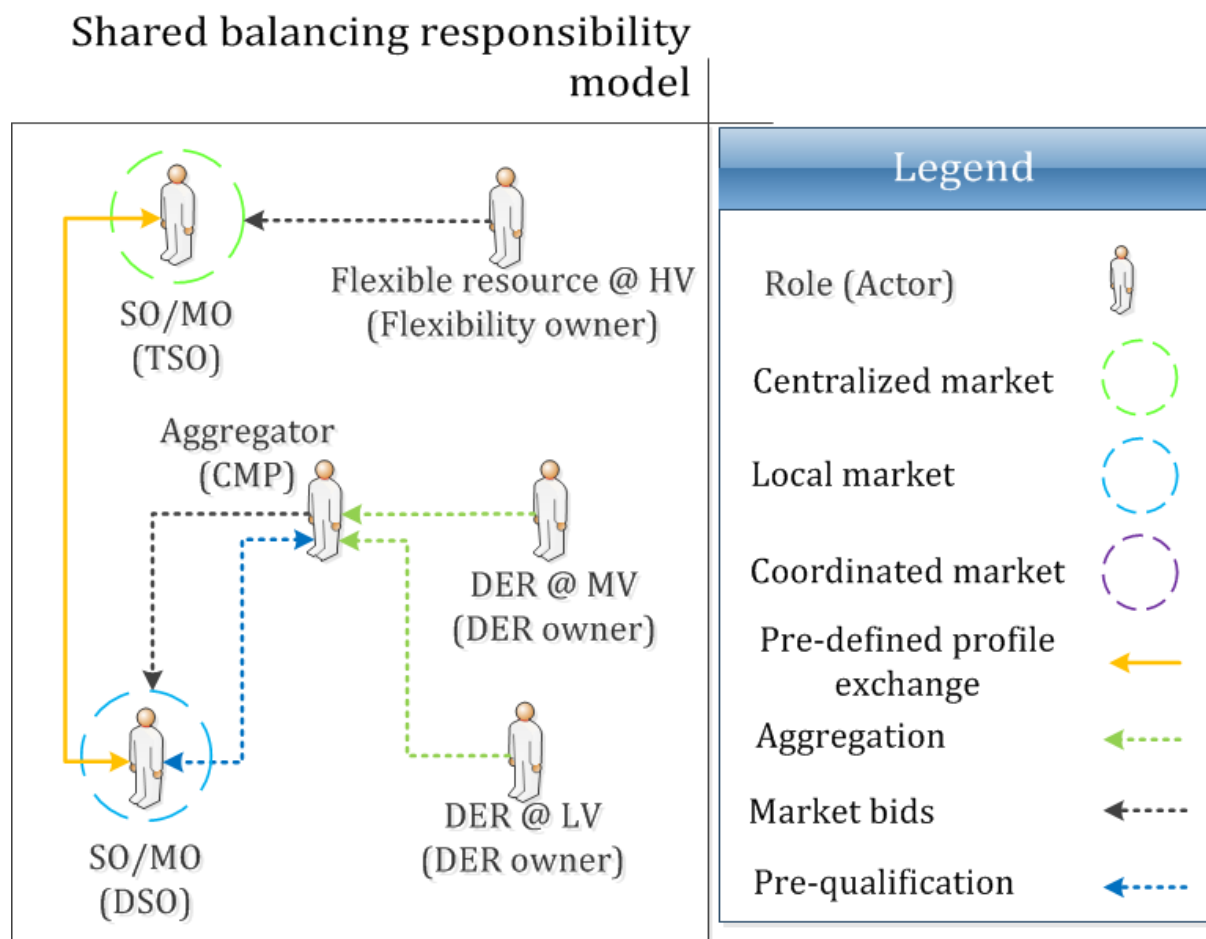 Shared balancing responsibility
model
SO/MO
(TSO)
Flexible resource @ HV
(Flexibility owner)
Aggregator
(CMP)
DER @ MV
(DER owner)
DER @ LV
(DER owner)
SO/MO
(DSO)
Legend
Role (Actor)
Centralized market
Local market
Coordinated market
Pre-defined profile
exchange
Aggregation
Market bids
Pre-qualification